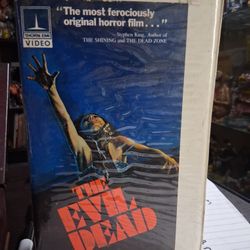 THORN EMI
VIDEO
"The most ferociously
original horror film..."
—Stephen King, Author of
THE SHINING and THE DEAD ZONE
THE
EVIL
DEAD